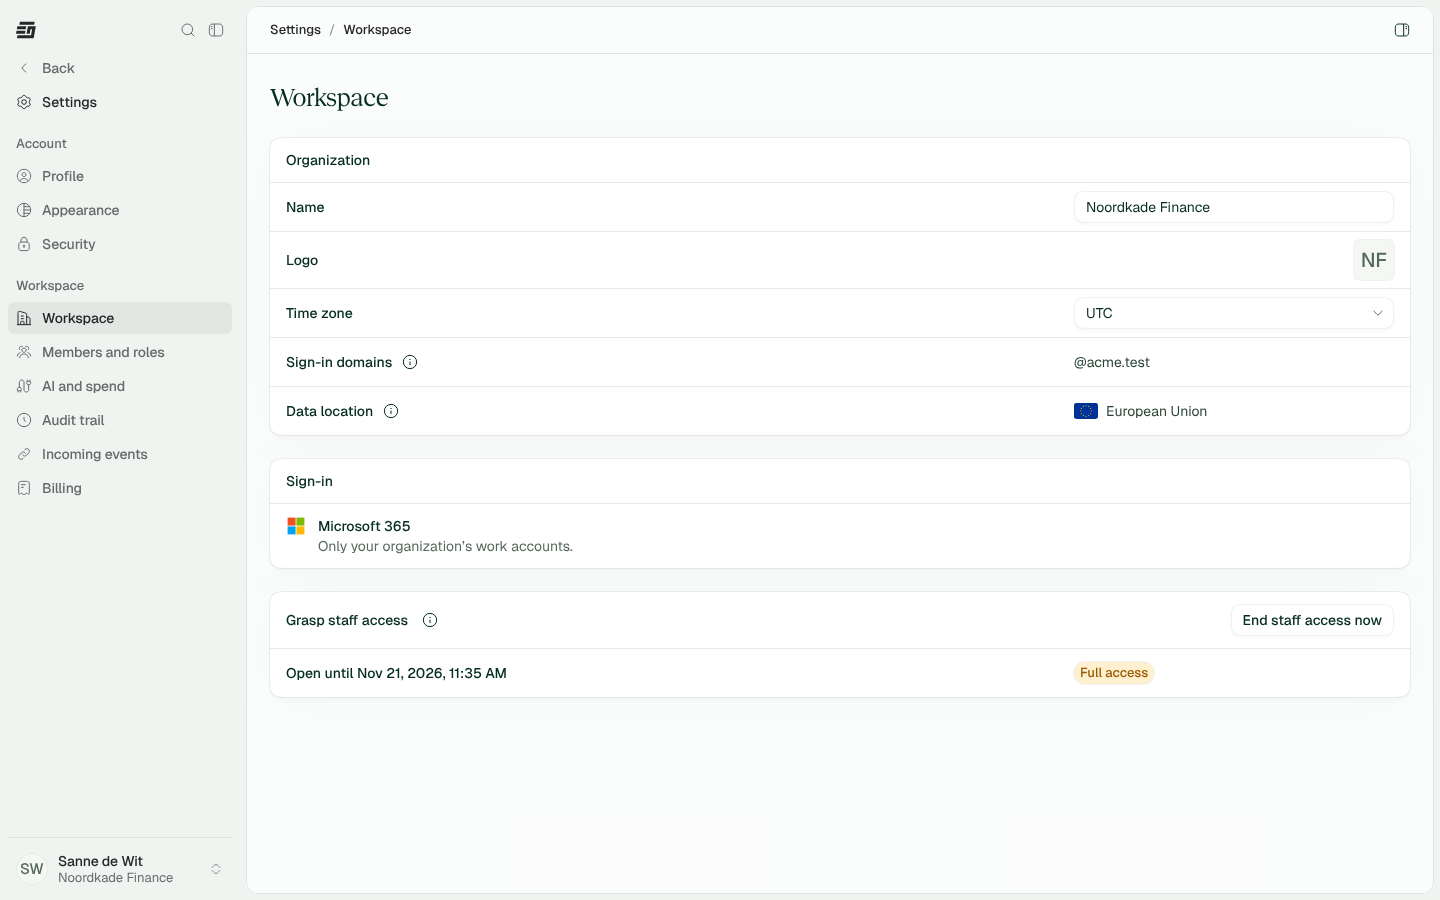 Back
Settings
Account
Profile
Appearance
Security
Workspace
Workspace
Members and roles
AI and spend
Audit trail
Incoming events
Billing
SW
Sanne de Wit
Noordkade Finance
Settings / Workspace
Workspace
Organization
Name
Noordkade Finance
Logo
NF
Time zone
UTC
Sign-in domains
@acme.test
Data location
European Union
Sign-in
Microsoft 365
Only your organization’s work accounts.
Grasp staff access
End staff access now
Open until Nov 21, 2026, 11:35 AM
Full access